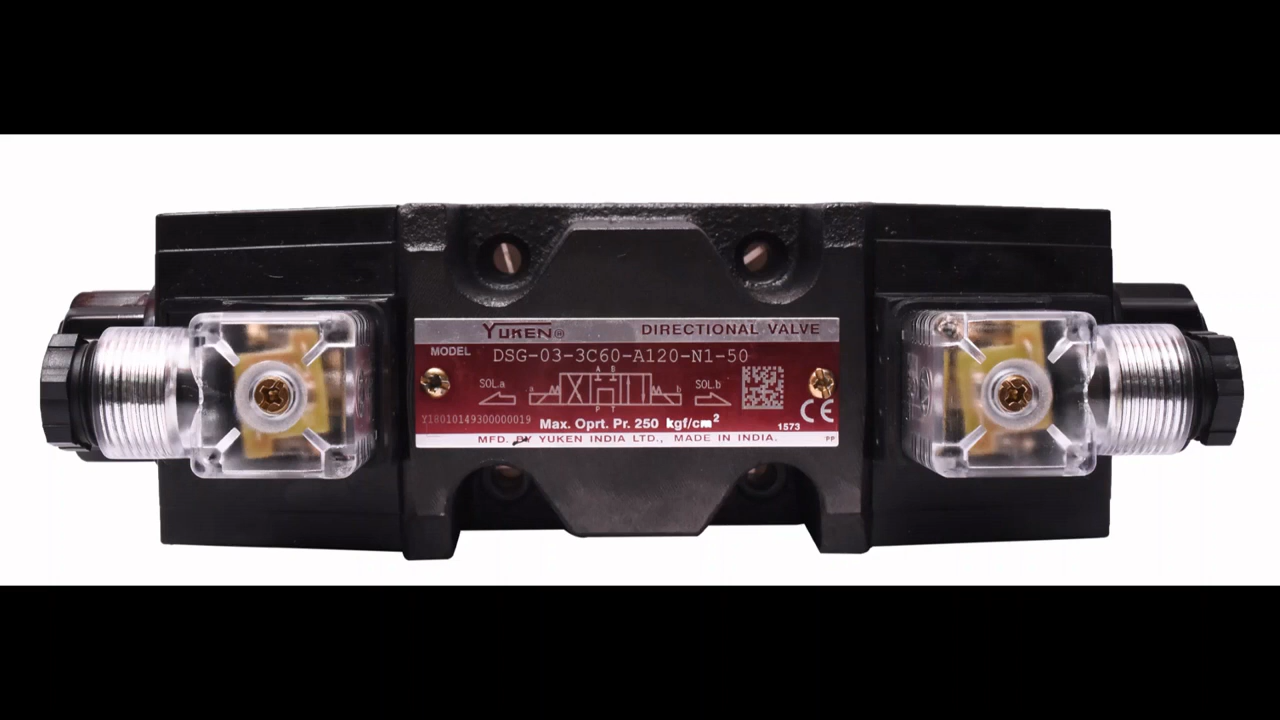 YUKEN® DIRECTIONAL VALVE
MODEL DSG-03-3C60-A120-N1-50
A B
SOL.a a b SOL.b
P T
Y18010149300000019 Max. Oprt. Pr. 250 kgf/cm² 1573 CE
MFD. BY YUKEN INDIA LTD., MADE IN INDIA. PF